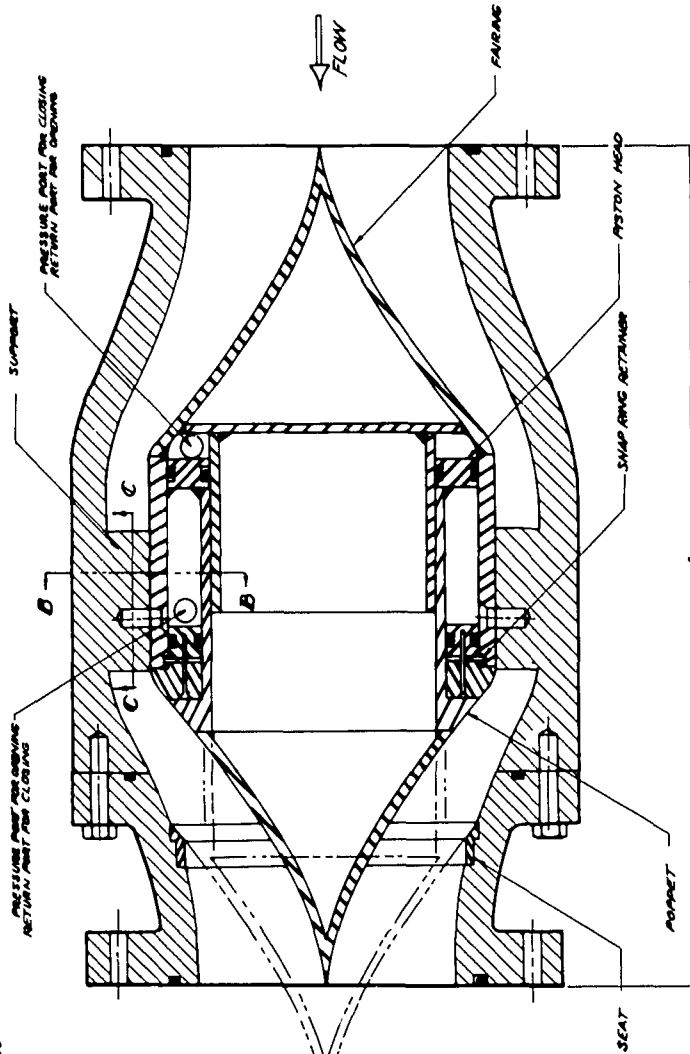 PRESSURE PORT FOR OPENING
RETURN PORT FOR CLOSING
SUPPORT
PRESSURE PORT FOR CLOSING
RETURN PORT FOR OPENING
FLOW
C
C
B
B
FAIRING
PISTON HEAD
SNAP RING RETAINER
POPPET
SEAT